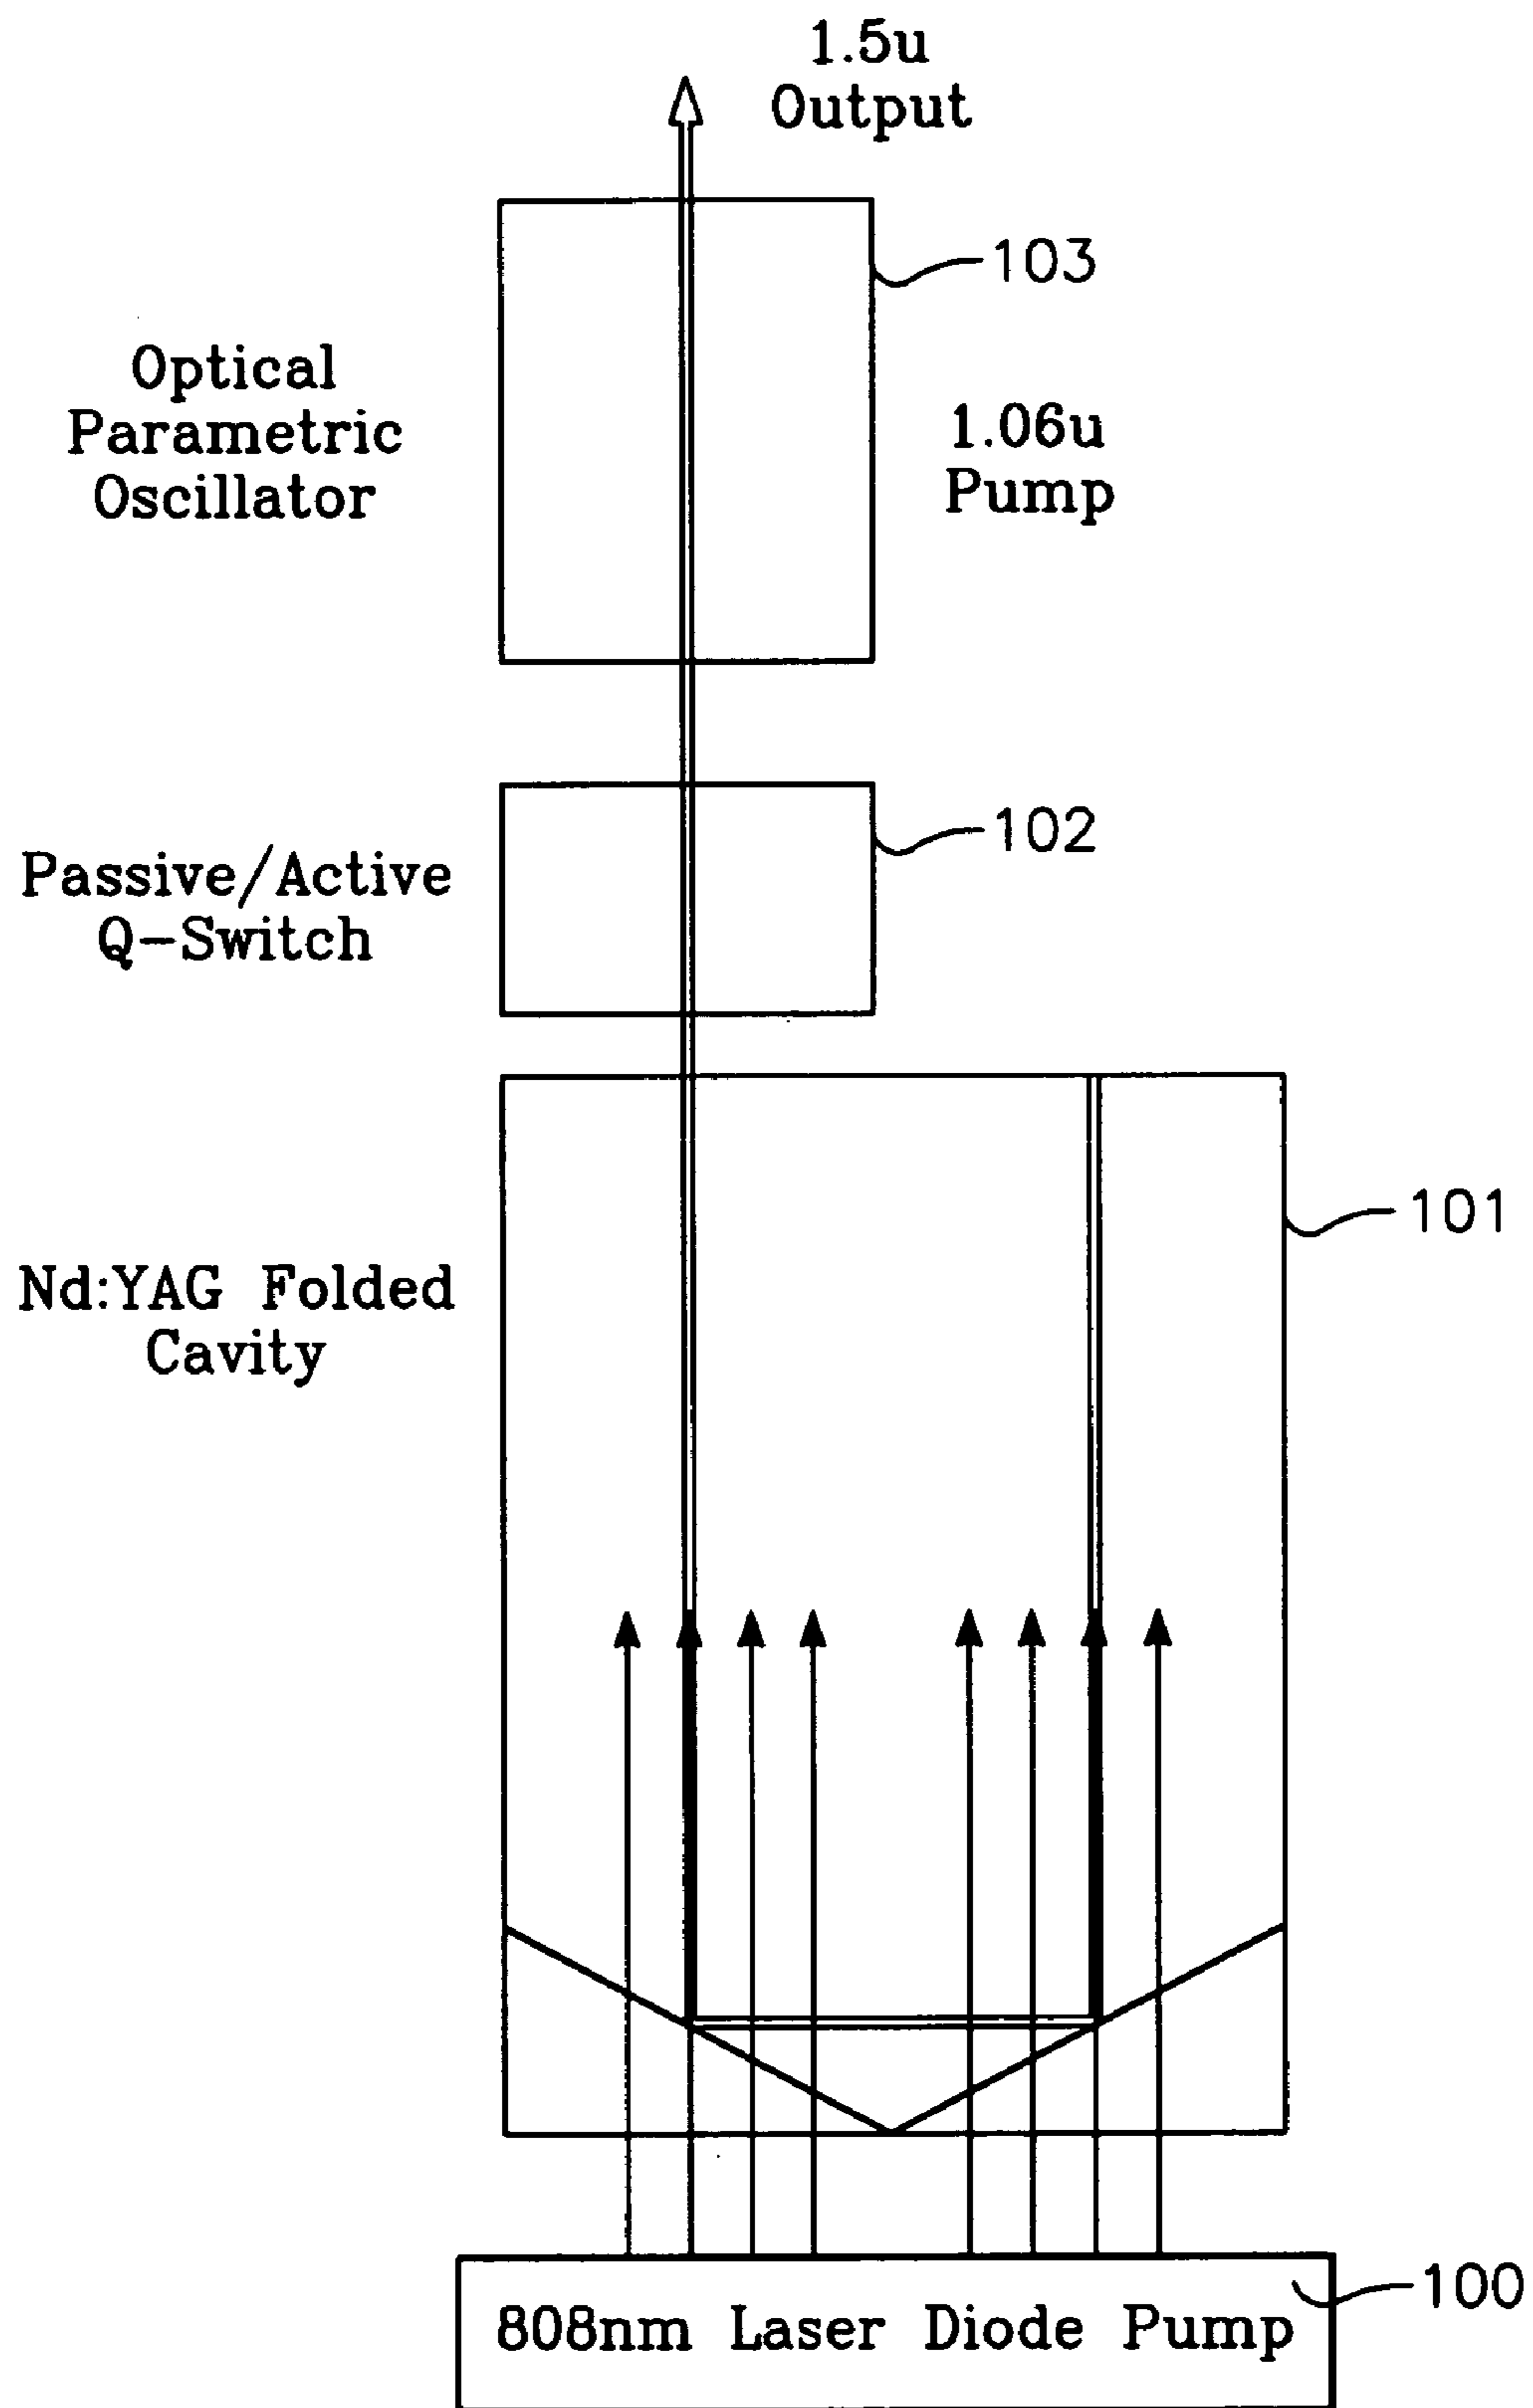 1.5u
Output
103
Optical
Parametric
Oscillator
1.06u
Pump
102
Passive/Active
Q-Switch
101
Nd:YAG Folded
Cavity
100
808nm Laser Diode Pump